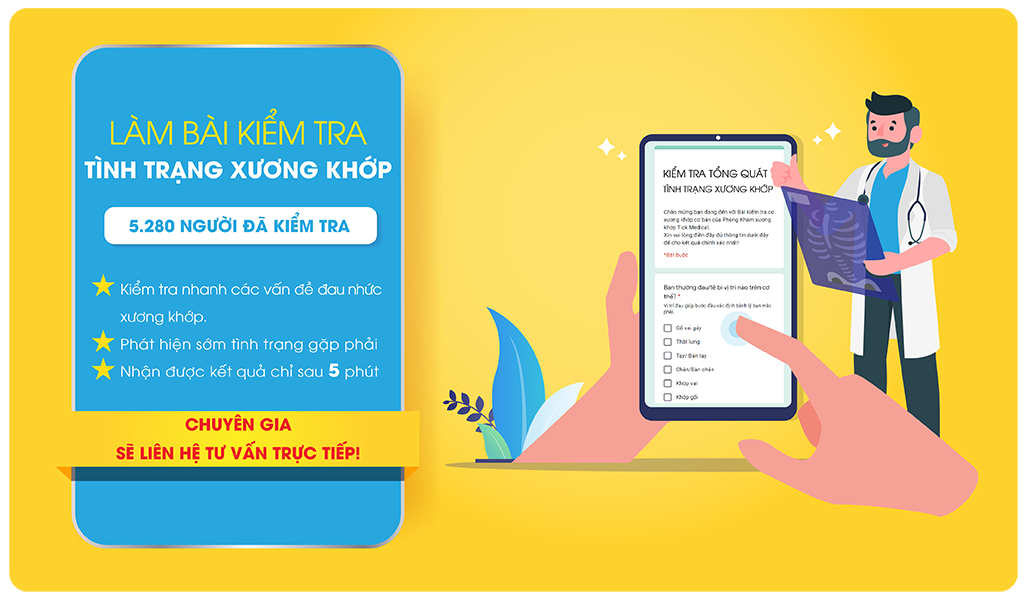 LÀM BÀI KIỂM TRA
TÌNH TRẠNG XƯƠNG KHỚP
5.280 NGƯỜI ĐÃ KIỂM TRA
Kiểm tra nhanh các vấn đề đau nhức
xương khớp.
Phát hiện sớm tình trạng gặp phải
Nhận được kết quả chỉ sau 5 phút
CHUYÊN GIA
SẼ LIÊN HỆ TƯ VẤN TRỰC TIẾP!
KIỂM TRA TỔNG QUÁT
TÌNH TRẠNG XƯƠNG KHỚP
Chào mừng bạn đang đến với Bài kiểm tra cơ
xương khớp cơ bản của Phòng Khám xương
khớp Tick Medical.
Xin vui lòng điền đầy đủ thông tin dưới đây
để cho kết quả chính xác nhất!
*Bắt buộc
Bạn thường đau/tê bì vị trí nào trên cơ
thể? *
Vị trí đau giúp bước đầu xác định bệnh lý bạn mắc
phải.
Cổ vai gáy
Thắt lưng
Tay/ Bàn tay
Chân/Bàn chân
Khớp vai
Khớp gối